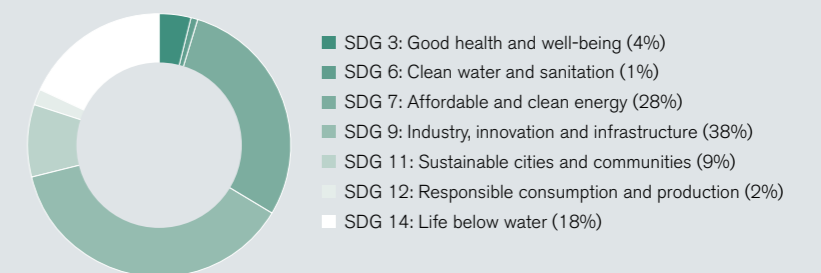 SDG 3: Good health and well-being (4%)
SDG 6: Clean water and sanitation (1%)
SDG 7: Affordable and clean energy (28%)
SDG 9: Industry, innovation and infrastructure (38%)
SDG 11: Sustainable cities and communities (9%)
SDG 12: Responsible consumption and production (2%)
SDG 14: Life below water (18%)